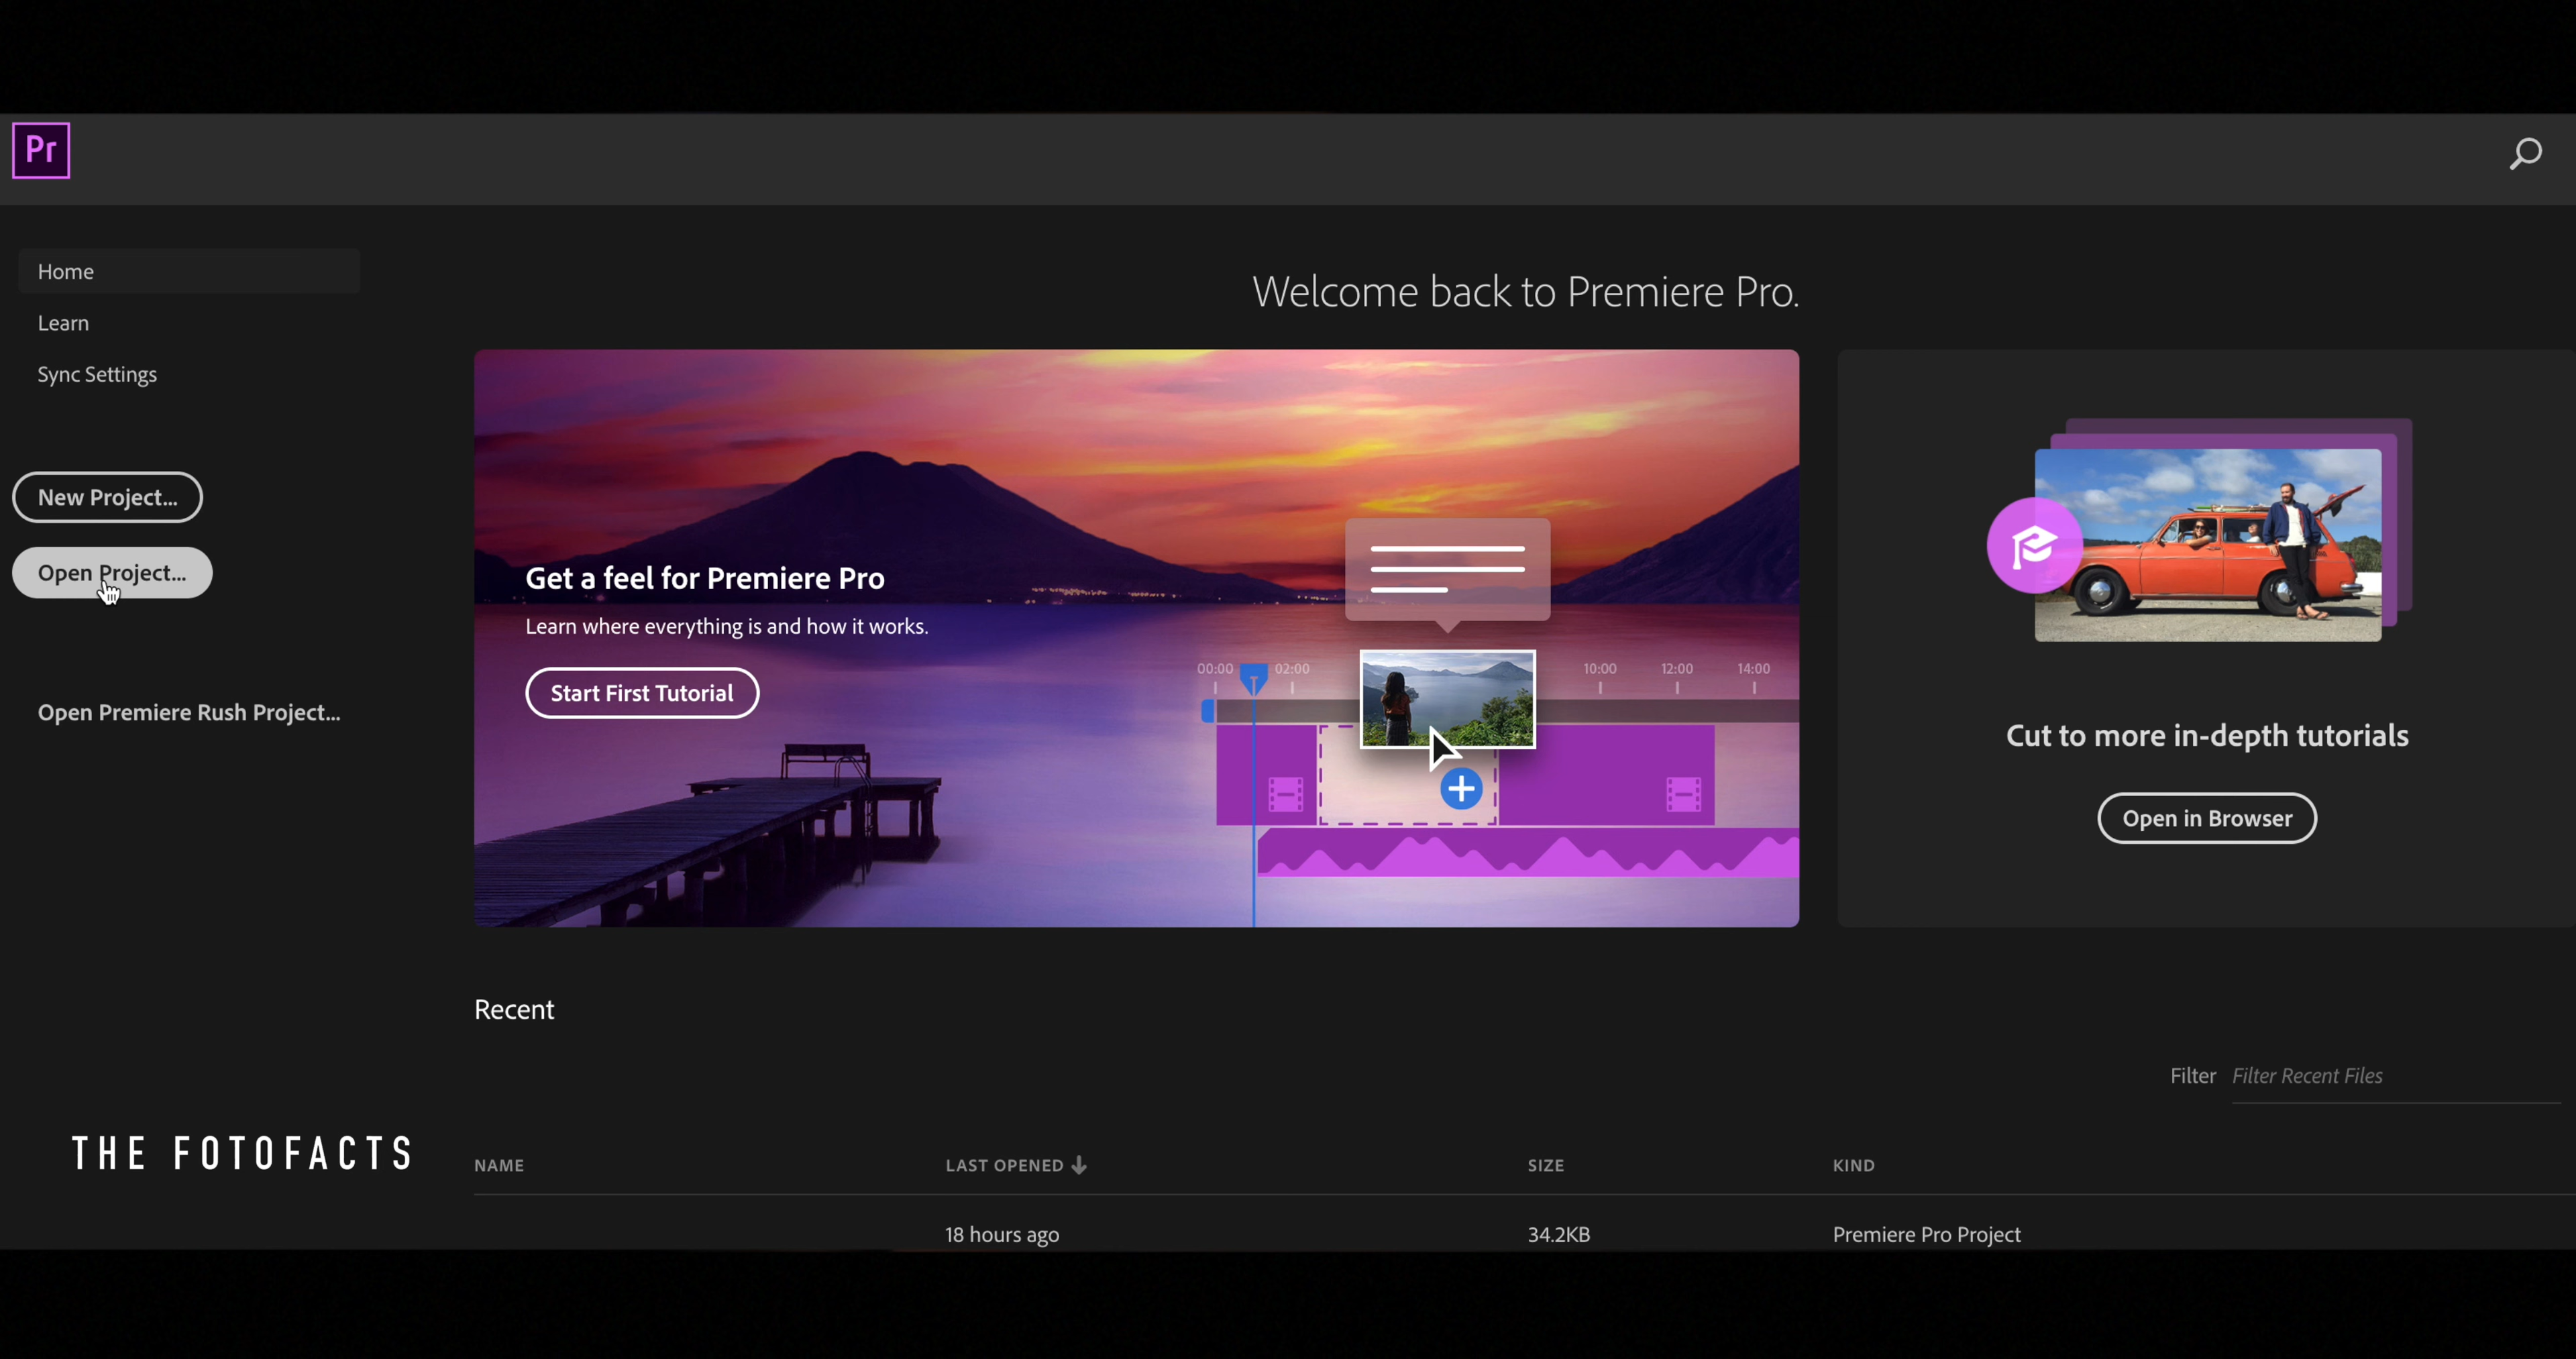 Pr
Home
Learn
Sync Settings
New Project...
Open Project...
Open Premiere Rush Project...
Welcome back to Premiere Pro.
Get a feel for Premiere Pro
Learn where everything is and how it works.
Start First Tutorial
00:00 02:00 10:00 12:00 14:00
Cut to more in-depth tutorials
Open in Browser
Recent
Filter Filter Recent Files
THE FOTOFACTS
NAME LAST OPENED SIZE KIND
18 hours ago 34.2KB Premiere Pro Project